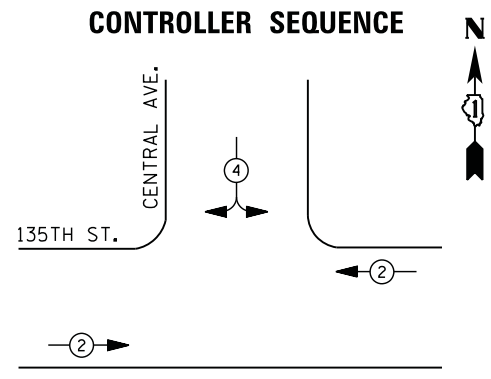 CONTROLLER SEQUENCE
N
1
CENTRAL AVE.
4
135TH ST.
2
2